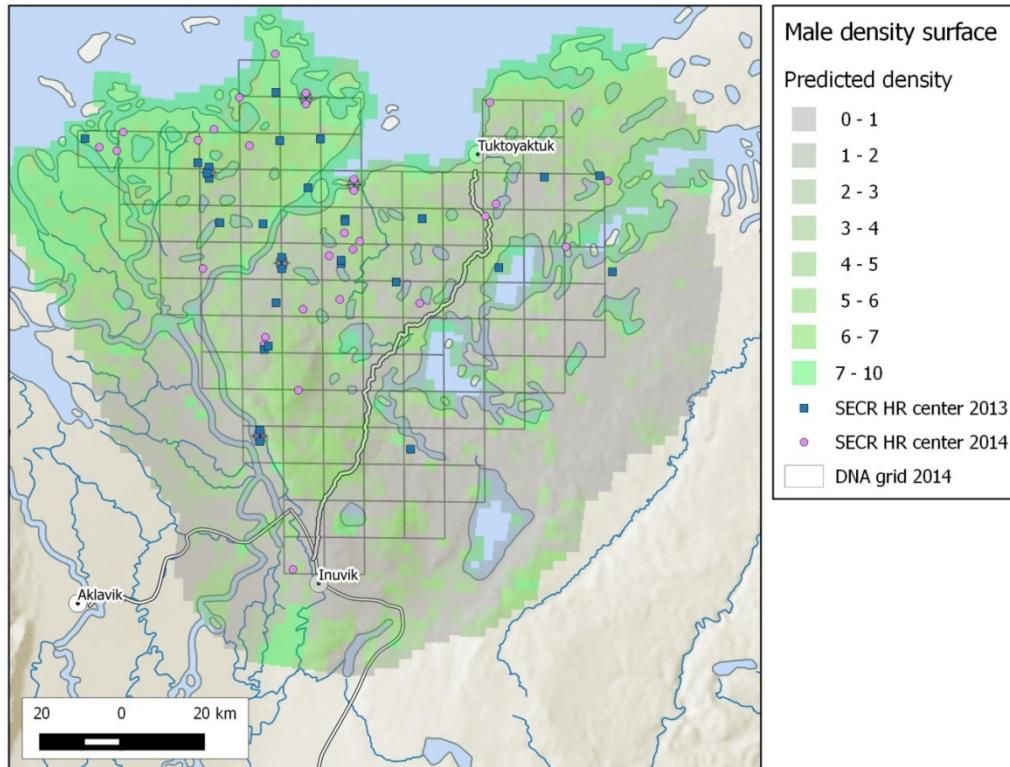 Tuktoyaktuk
Inuvik
Aklavik
20 0 20 km
Male density surface
Predicted density
0 - 1
1 - 2
2 - 3
3 - 4
4 - 5
5 - 6
6 - 7
7 - 10
SECR HR center 2013
SECR HR center 2014
DNA grid 2014